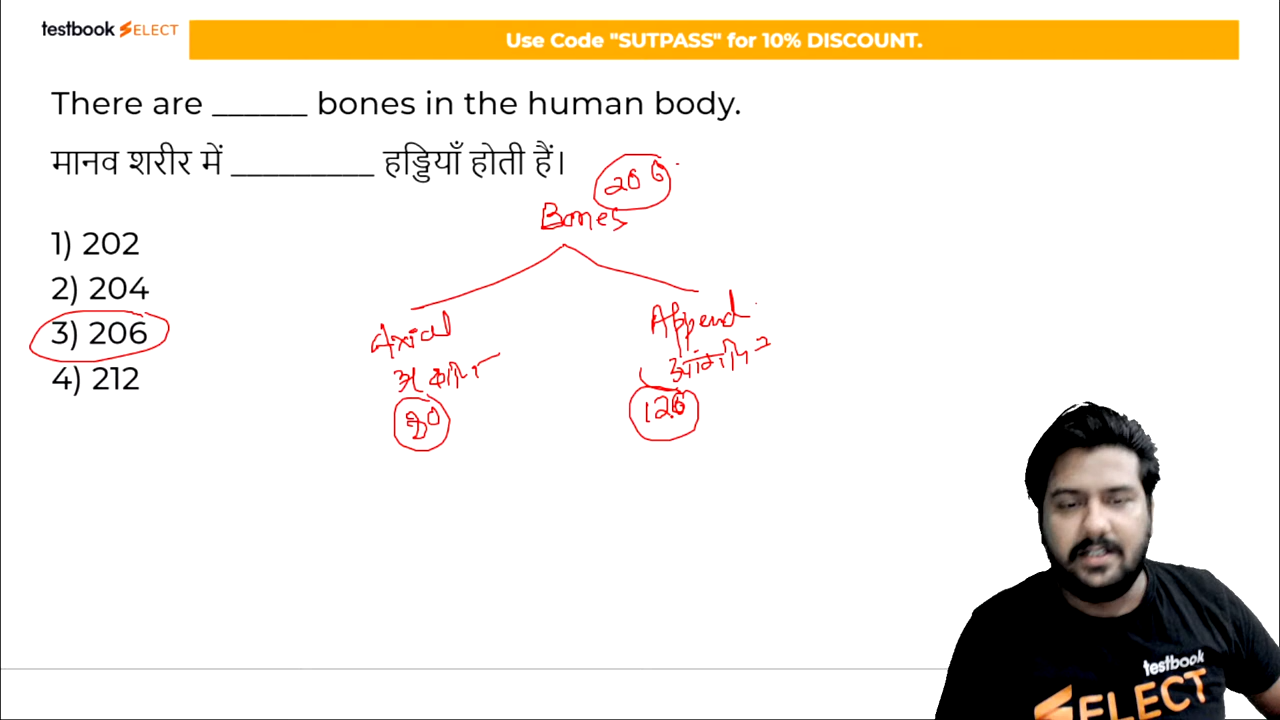 testbook SELECT
Use Code "SUTPASS" for 10% DISCOUNT.
There are ______ bones in the human body.
मानव शरीर में _________ हड्डियाँ होती हैं।
206
Bones
1) 202
2) 204
3) 206
4) 212
Axial
Append
80
126
testbook
SELECT